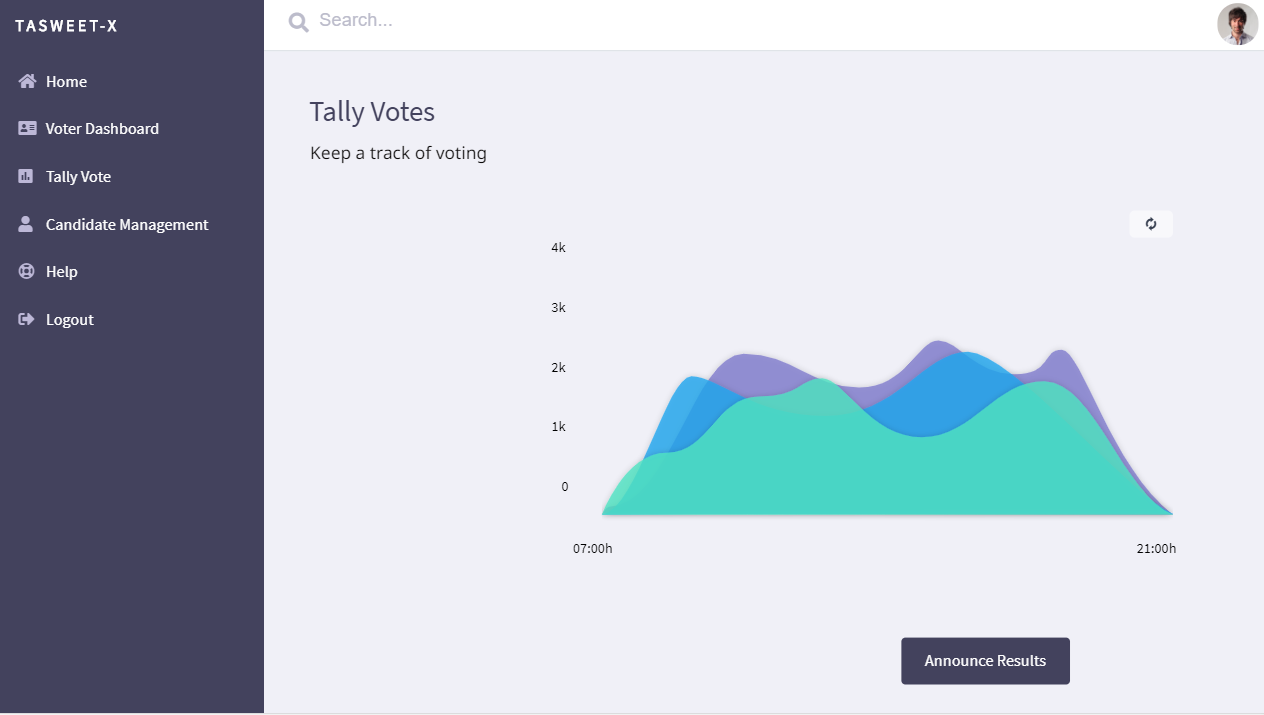 TASWEET-X
Search...
Home
Voter Dashboard
Tally Vote
Candidate Management
Help
Logout
Tally Votes
Keep a track of voting
4k
3k
2k
1k
0
07:00h 21:00h
Announce Results